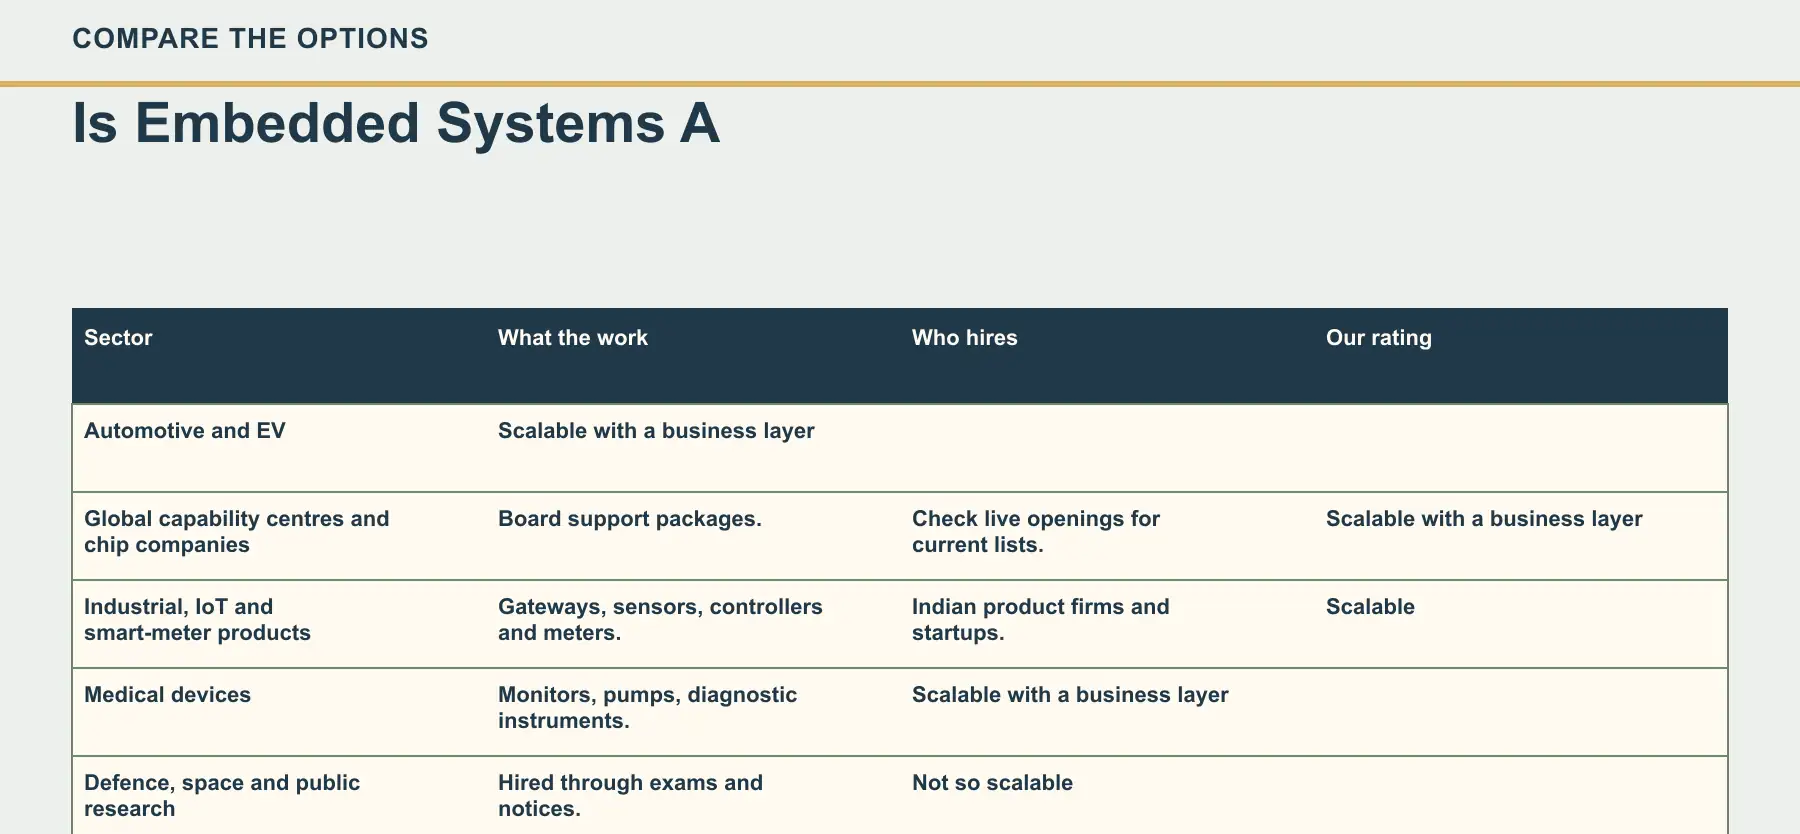 COMPARE THE OPTIONS
Is Embedded Systems A
Sector What the work Who hires Our rating
Automotive and EV Scalable with a business layer
Global capability centres and Board support packages. Check live openings for Scalable with a business layer
chip companies current lists.
Industrial, IoT and Gateways, sensors, controllers Indian product firms and Scalable
smart-meter products and meters. startups.
Medical devices Monitors, pumps, diagnostic Scalable with a business layer
instruments.
Defence, space and public Hired through exams and Not so scalable
research notices.